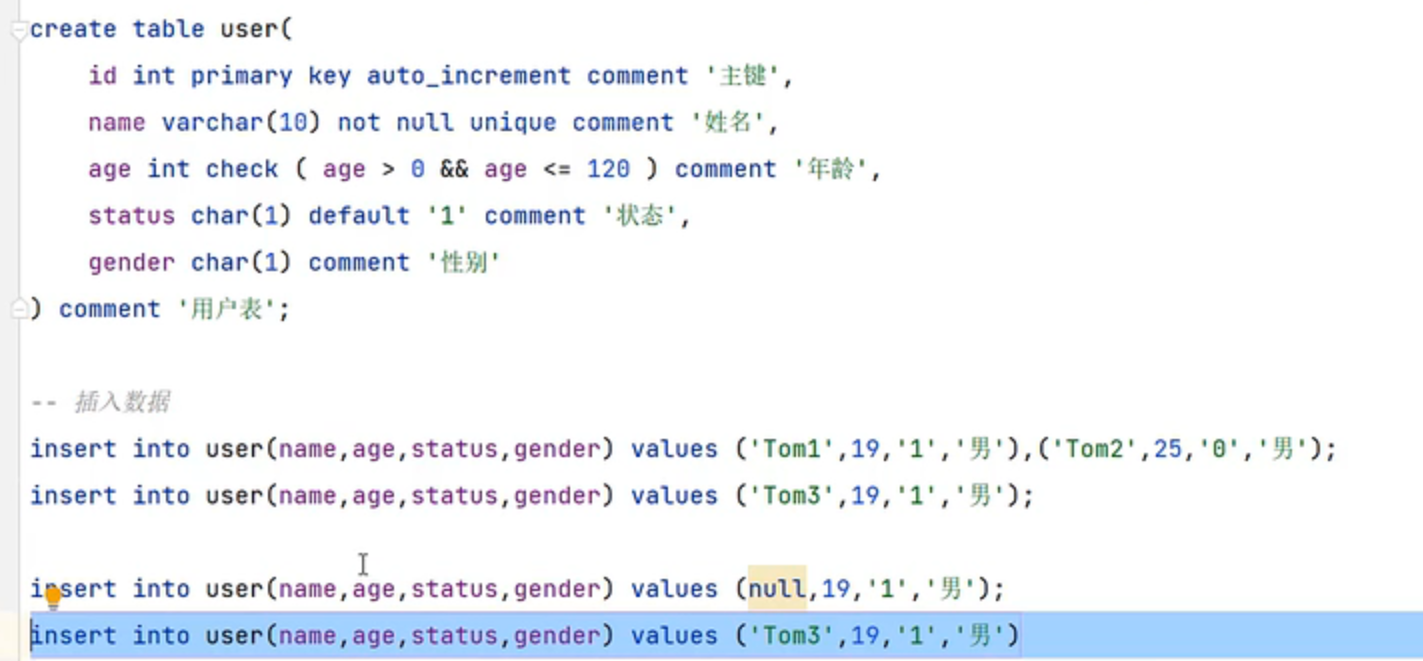 create table user(
    id int primary key auto_increment comment '主键',
    name varchar(10) not null unique comment '姓名',
    age int check ( age > 0 && age <= 120 ) comment '年龄',
    status char(1) default '1' comment '状态',
    gender char(1) comment '性别'
) comment '用户表';
-- 插入数据
insert into user(name,age,status,gender) values ('Tom1',19,'1','男'),('Tom2',25,'0','男');
insert into user(name,age,status,gender) values ('Tom3',19,'1','男');
insert into user(name,age,status,gender) values (null,19,'1','男');
insert into user(name,age,status,gender) values ('Tom3',19,'1','男')